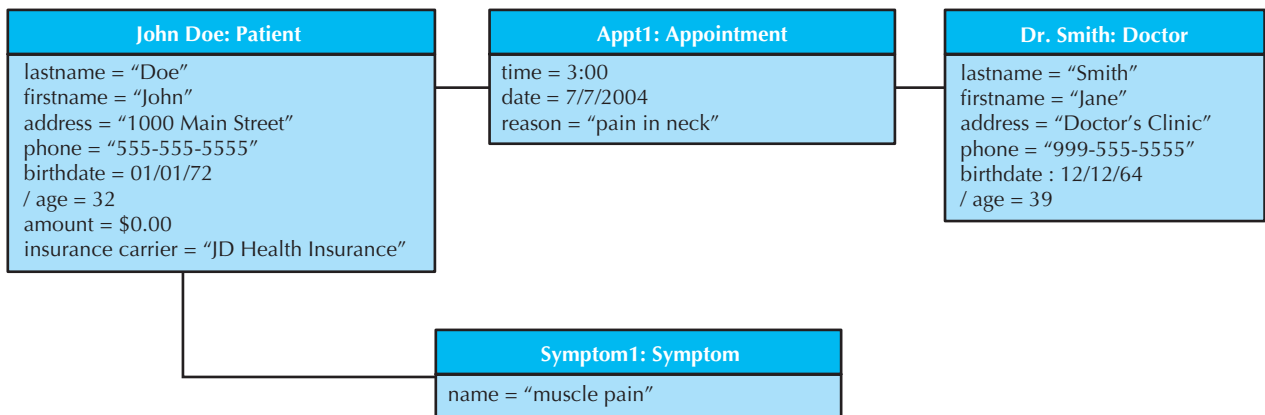 John Doe: Patient
lastname = “Doe”
firstname = “John”
address = “1000 Main Street”
phone = “555-555-5555”
birthdate = 01/01/72
/ age = 32
amount = $0.00
insurance carrier = “JD Health Insurance”
Appt1: Appointment
time = 3:00
date = 7/7/2004
reason = “pain in neck”
Dr. Smith: Doctor
lastname = “Smith”
firstname = “Jane”
address = “Doctor’s Clinic”
phone = “999-555-5555”
birthdate : 12/12/64
/ age = 39
Symptom1: Symptom
name = “muscle pain”